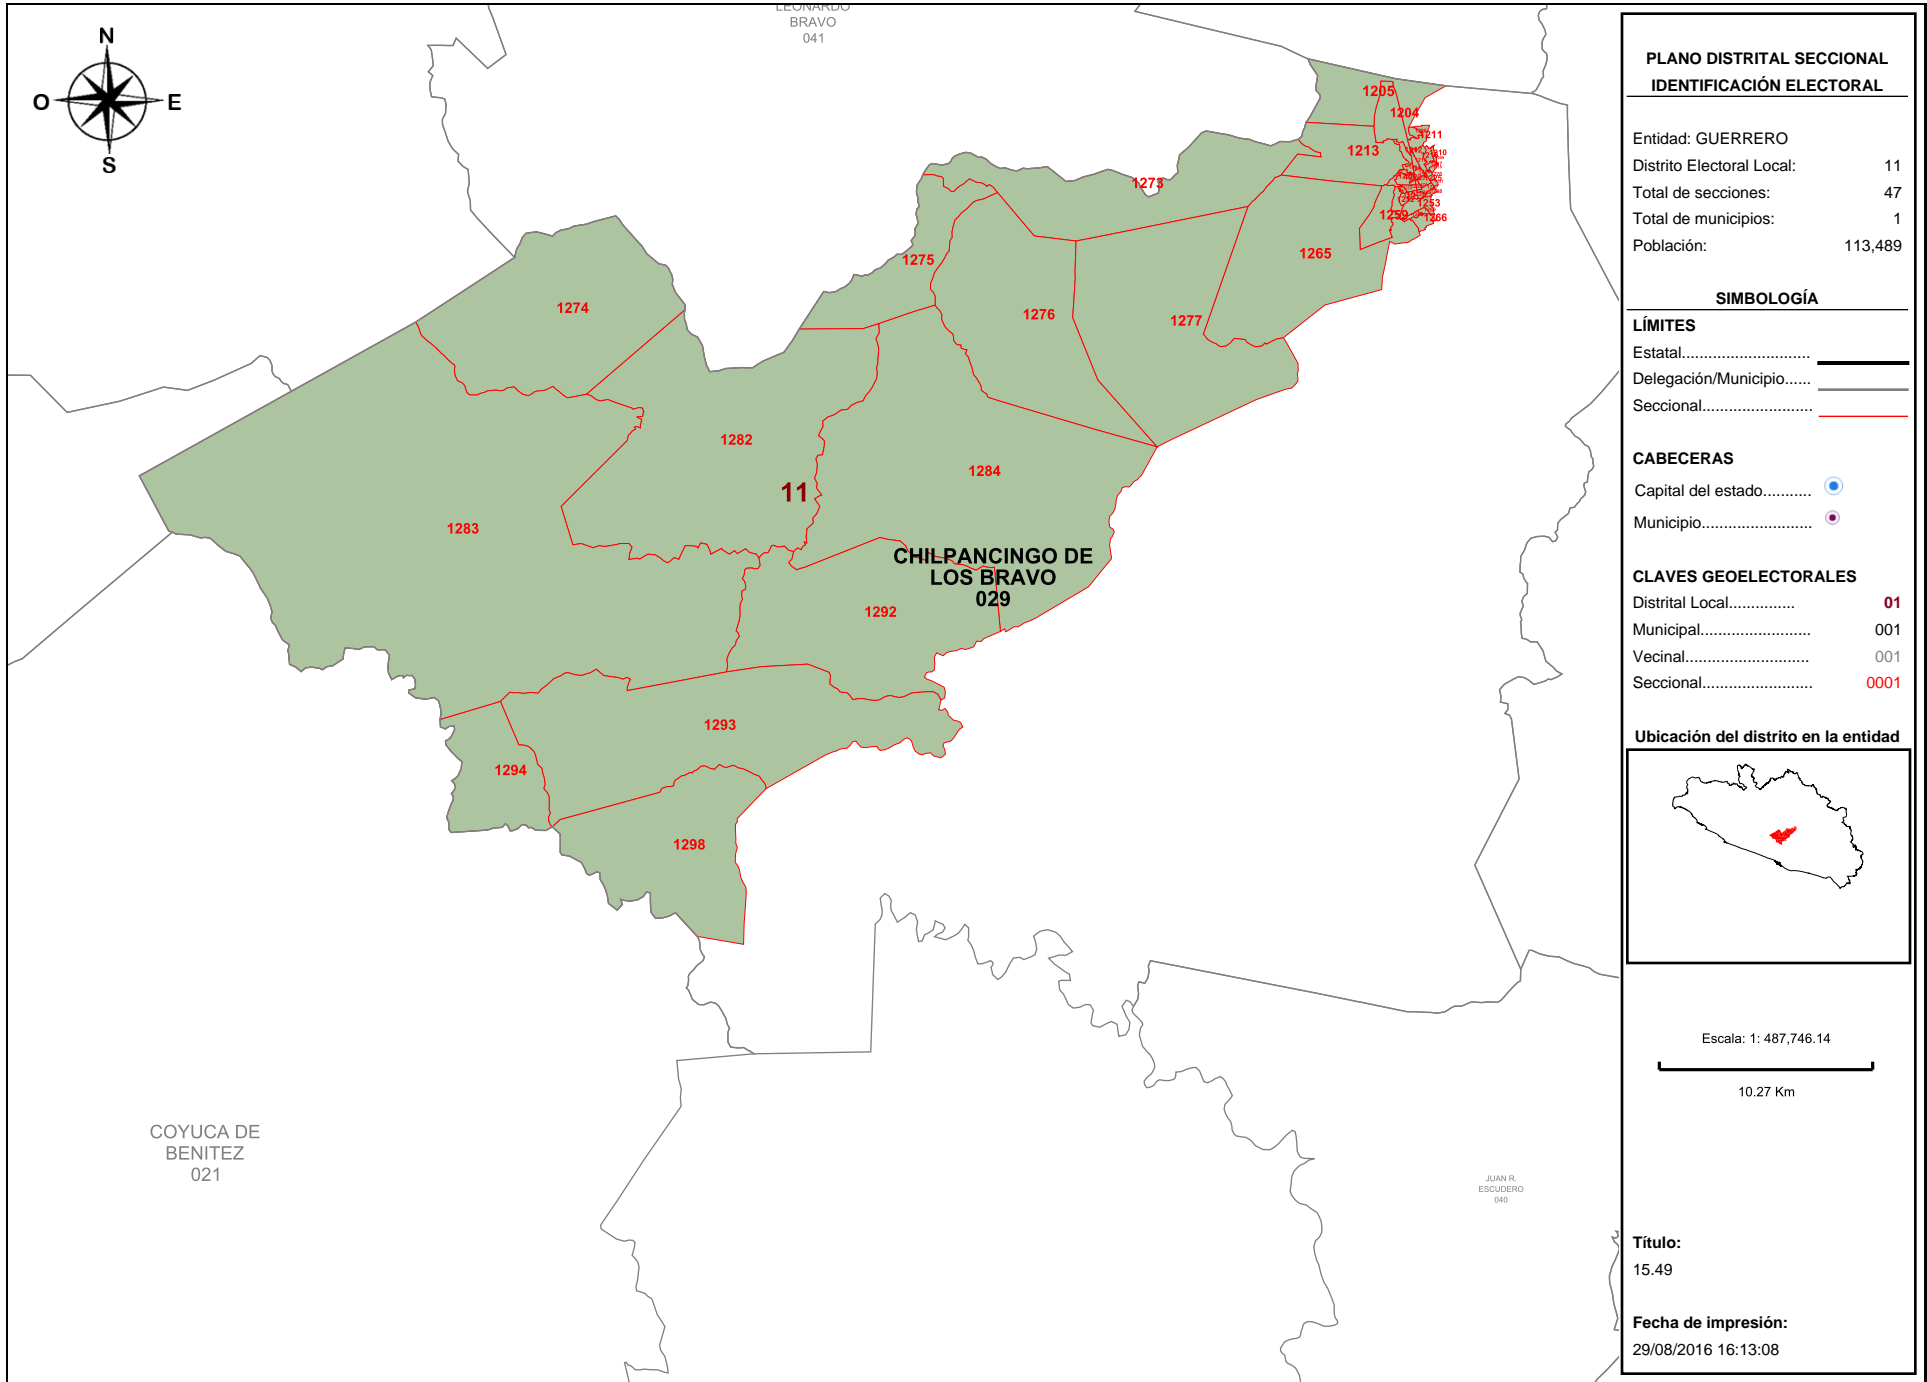 LEONARDO
BRAVO
041
N
O
E
S
1205
1204
1211
1213
1210
1273
1253
1259
1266
1275
1265
1274
1276
1277
1282
1284
11
1283
CHILPANCINGO DE
LOS BRAVO
029
1292
1293
1294
1298
COYUCA DE
BENITEZ
021
JUAN R.
ESCUDERO
040
PLANO DISTRITAL SECCIONAL
IDENTIFICACIÓN ELECTORAL
Entidad: GUERRERO
Distrito Electoral Local: 11
Total de secciones: 47
Total de municipios: 1
Población: 113,489
SIMBOLOGÍA
LÍMITES
Estatal.............................
Delegación/Municipio......
Seccional.........................
CABECERAS
Capital del estado...........
Municipio.........................
CLAVES GEOELECTORALES
Distrital Local............... 01
Municipal......................... 001
Vecinal............................ 001
Seccional......................... 0001
Ubicación del distrito en la entidad
Escala: 1: 487,746.14
10.27 Km
Título:
15.49
Fecha de impresión:
29/08/2016 16:13:08